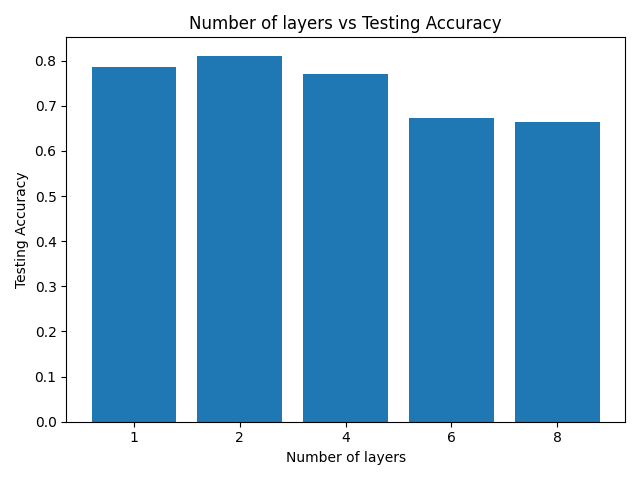 Number of layers vs Testing Accuracy
Testing Accuracy
0.8
0.7
0.6
0.5
0.4
0.3
0.2
0.1
0.0
1 2 4 6 8
Number of layers